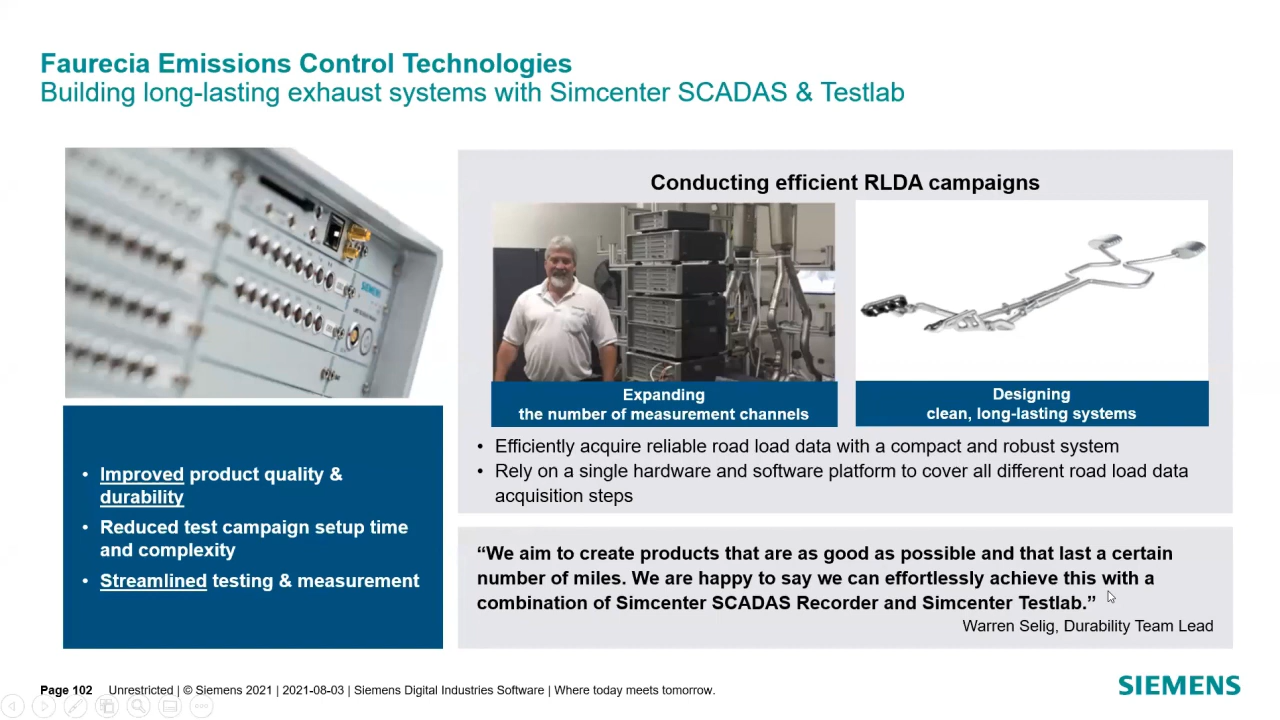 Faurecia Emissions Control Technologies
Building long-lasting exhaust systems with Simcenter SCADAS & Testlab
SIEMENS
• Improved product quality &
durability
• Reduced test campaign setup time
and complexity
• Streamlined testing & measurement
Conducting efficient RLDA campaigns
Expanding
the number of measurement channels
Designing
clean, long-lasting systems
• Efficiently acquire reliable road load data with a compact and robust system
• Rely on a single hardware and software platform to cover all different road load data
acquisition steps
“We aim to create products that are as good as possible and that last a certain
number of miles. We are happy to say we can effortlessly achieve this with a
combination of Simcenter SCADAS Recorder and Simcenter Testlab.”
Warren Selig, Durability Team Lead
Page 102 Unrestricted | © Siemens 2021 | 2021-08-03 | Siemens Digital Industries Software | Where today meets tomorrow.
SIEMENS